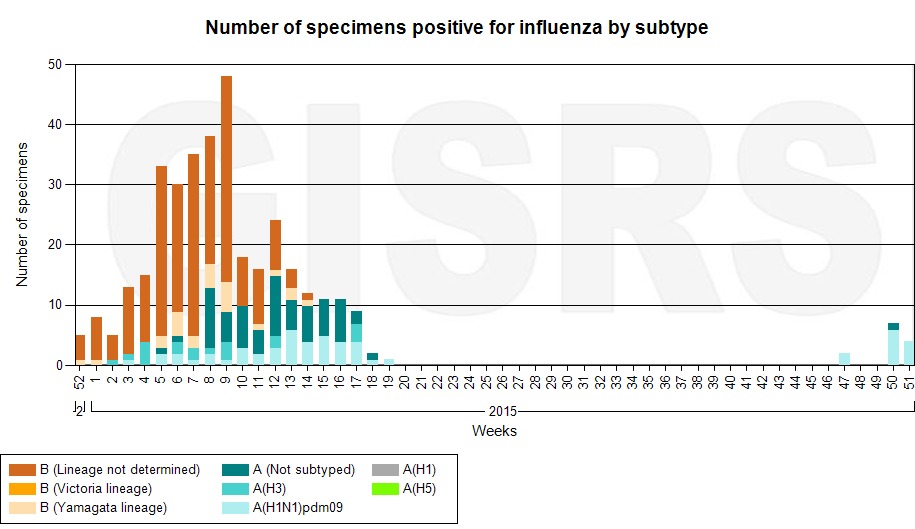 Number of specimens positive for influenza by subtype
GISRS
Number of specimens
50
40
30
20
10
0
52 1 2 3 4 5 6 7 8 9 10 11 12 13 14 15 16 17 18 19 20 21 22 23 24 25 26 27 28 29 30 31 32 33 34 35 36 37 38 39 40 41 42 43 44 45 46 47 48 49 50 51
2 2015
Weeks
B (Lineage not determined) A (Not subtyped) A(H1)
B (Victoria lineage) A(H3) A(H5)
B (Yamagata lineage) A(H1N1)pdm09